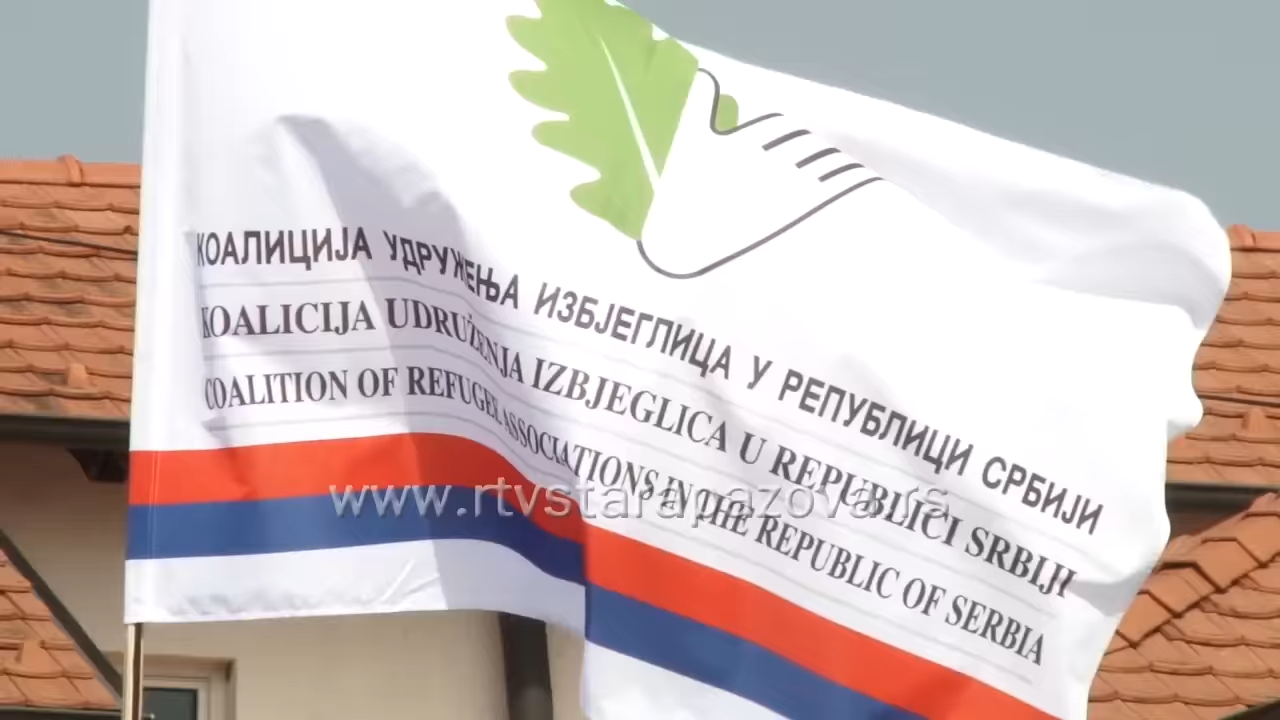 КОАЛИЦИЈА УДРУЖЕЊА ИЗБЈЕГЛИЦА У РЕПУБЛИЦИ СРБИЈИ
KOALICIJA UDRUŽENJA IZBJEGLICA U REPUBLICI SRBIJI
COALITION OF REFUGEE ASSOCIATIONS IN THE REPUBLIC OF SERBIA
www.rtvstarapazova.rs